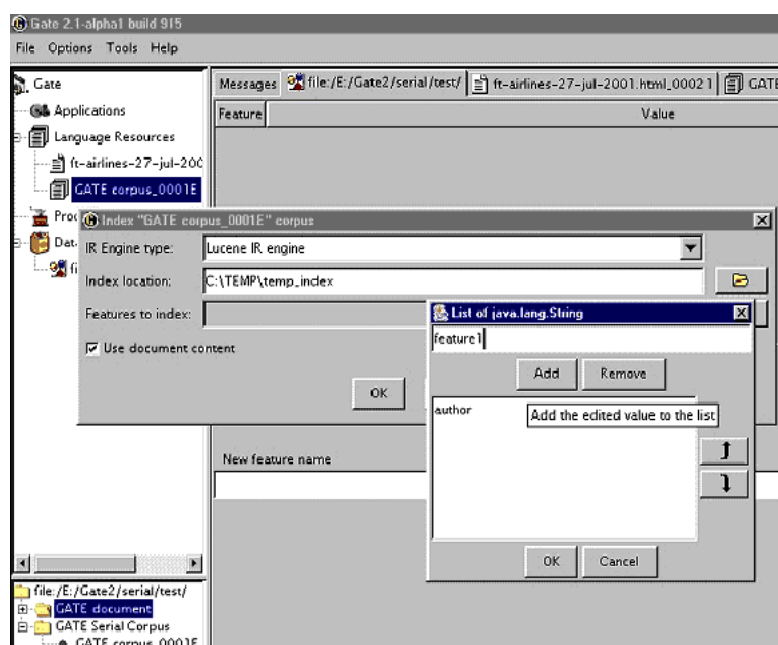 Gate 2.1-alpha1 build 915
File Options Tools Help
Gate
Applications
Language Resources
ft-airlines-27-jul-200
GATE corpus_0001E
Messages file:/E:/Gate2/serial/test/ ft-airlines-27-jul-2001.html_00021 GATE
Feature Value
Index "GATE corpus_0001E" corpus
IR Engine type: Lucene IR engine
Index location: C:\TEMP\temp_index
Features to index:
Use document content
OK
List of java.lang.String
feature1
Add Remove
author
Add the edited value to the list
OK Cancel
New feature name
file:/E:/Gate2/serial/test/
GATE document
GATE Serial Corpus
GATE corpus_0001E